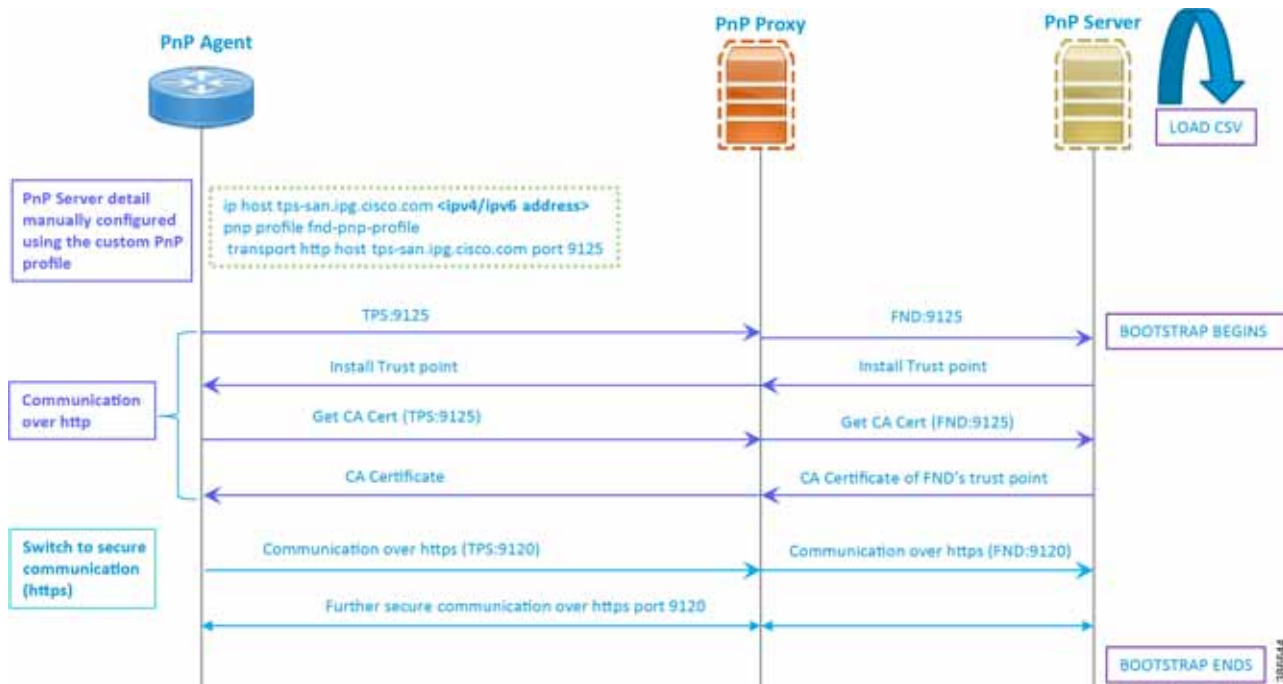 PnP Agent
PnP Proxy
PnP Server
LOAD CSV
PnP Server detail
manually configured
using the custom PnP
profile
ip host tps-san.ipg.cisco.com <ipv4/ipv6 address>
pnp profile fnd-pnp-profile
transport http host tps-san.ipg.cisco.com port 9125
TPS:9125
FND:9125
BOOTSTRAP BEGINS
Install Trust point
Install Trust point
Communication
over http
Get CA Cert (TPS:9125)
Get CA Cert (FND:9125)
CA Certificate
CA Certificate of FND's trust point
Switch to secure
communication
(https)
Communication over https (TPS:9120)
Communication over https (FND:9120)
Further secure communication over https port 9120
BOOTSTRAP ENDS